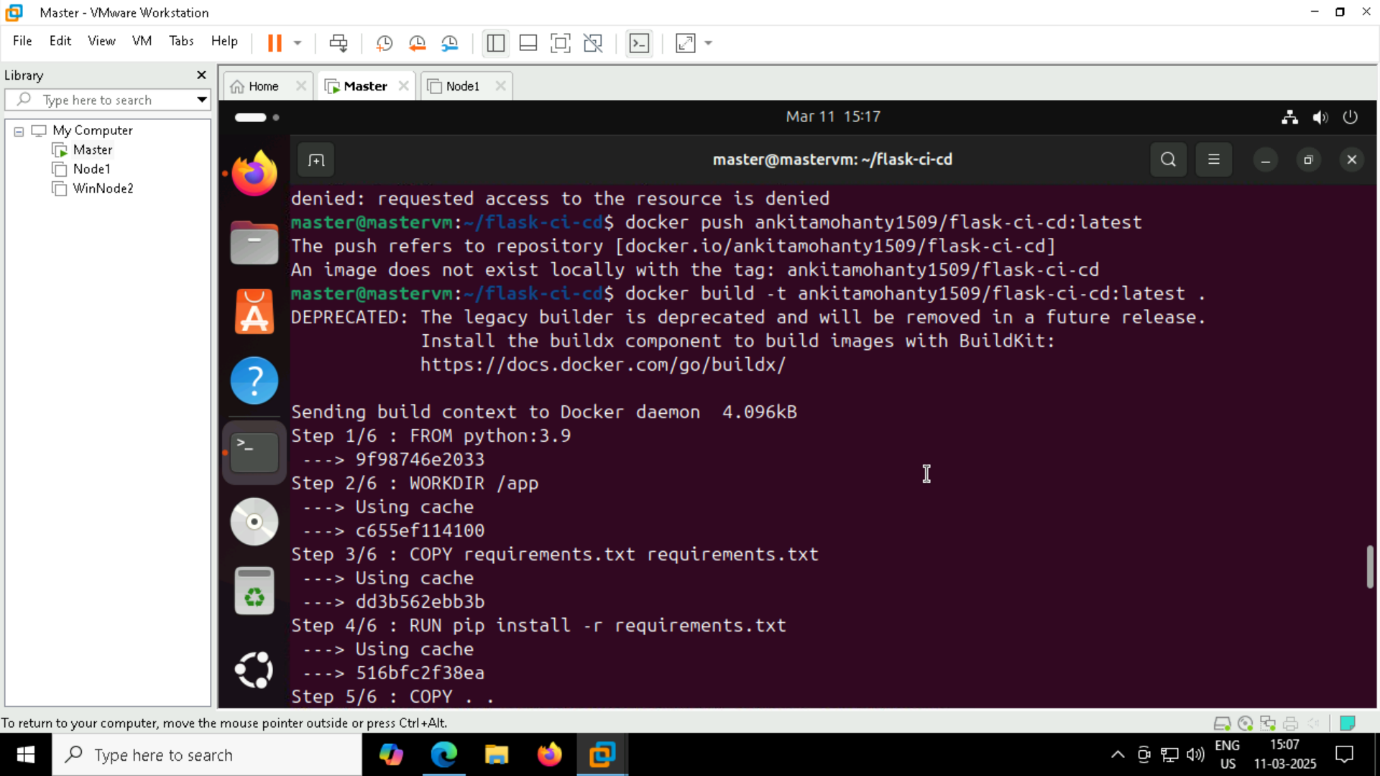 Master - VMware Workstation
File Edit View VM Tabs Help
Library
Type here to search
My Computer
Master
Node1
WinNode2
Home
Master
Node1
Mar 11 15:17
master@mastervm: ~/flask-ci-cd
denied: requested access to the resource is denied
master@mastervm:~/flask-ci-cd$ docker push ankitamohanty1509/flask-ci-cd:latest
The push refers to repository [docker.io/ankitamohanty1509/flask-ci-cd]
An image does not exist locally with the tag: ankitamohanty1509/flask-ci-cd
master@mastervm:~/flask-ci-cd$ docker build -t ankitamohanty1509/flask-ci-cd:latest .
DEPRECATED: The legacy builder is deprecated and will be removed in a future release.
Install the buildx component to build images with BuildKit:
https://docs.docker.com/go/buildx/
Sending build context to Docker damon 4.096kB
Step 1/6 : FROM python:3.9
---> 9f98746e2033
Step 2/6 : WORKDIR /app
---> Using cache
---> c655ef114100
Step 3/6 : COPY requirements.txt requirements.txt
---> Using cache
---> dd3b562ebb3b
Step 4/6 : RUN pip install -r requirements.txt
---> Using cache
---> 516bfc2f38ea
Step 5/6 : COPY . .
To return to your computer, move the mouse pointer outside or press Ctrl+Alt.
Type here to search
ENG
US
15:07
11-03-2025